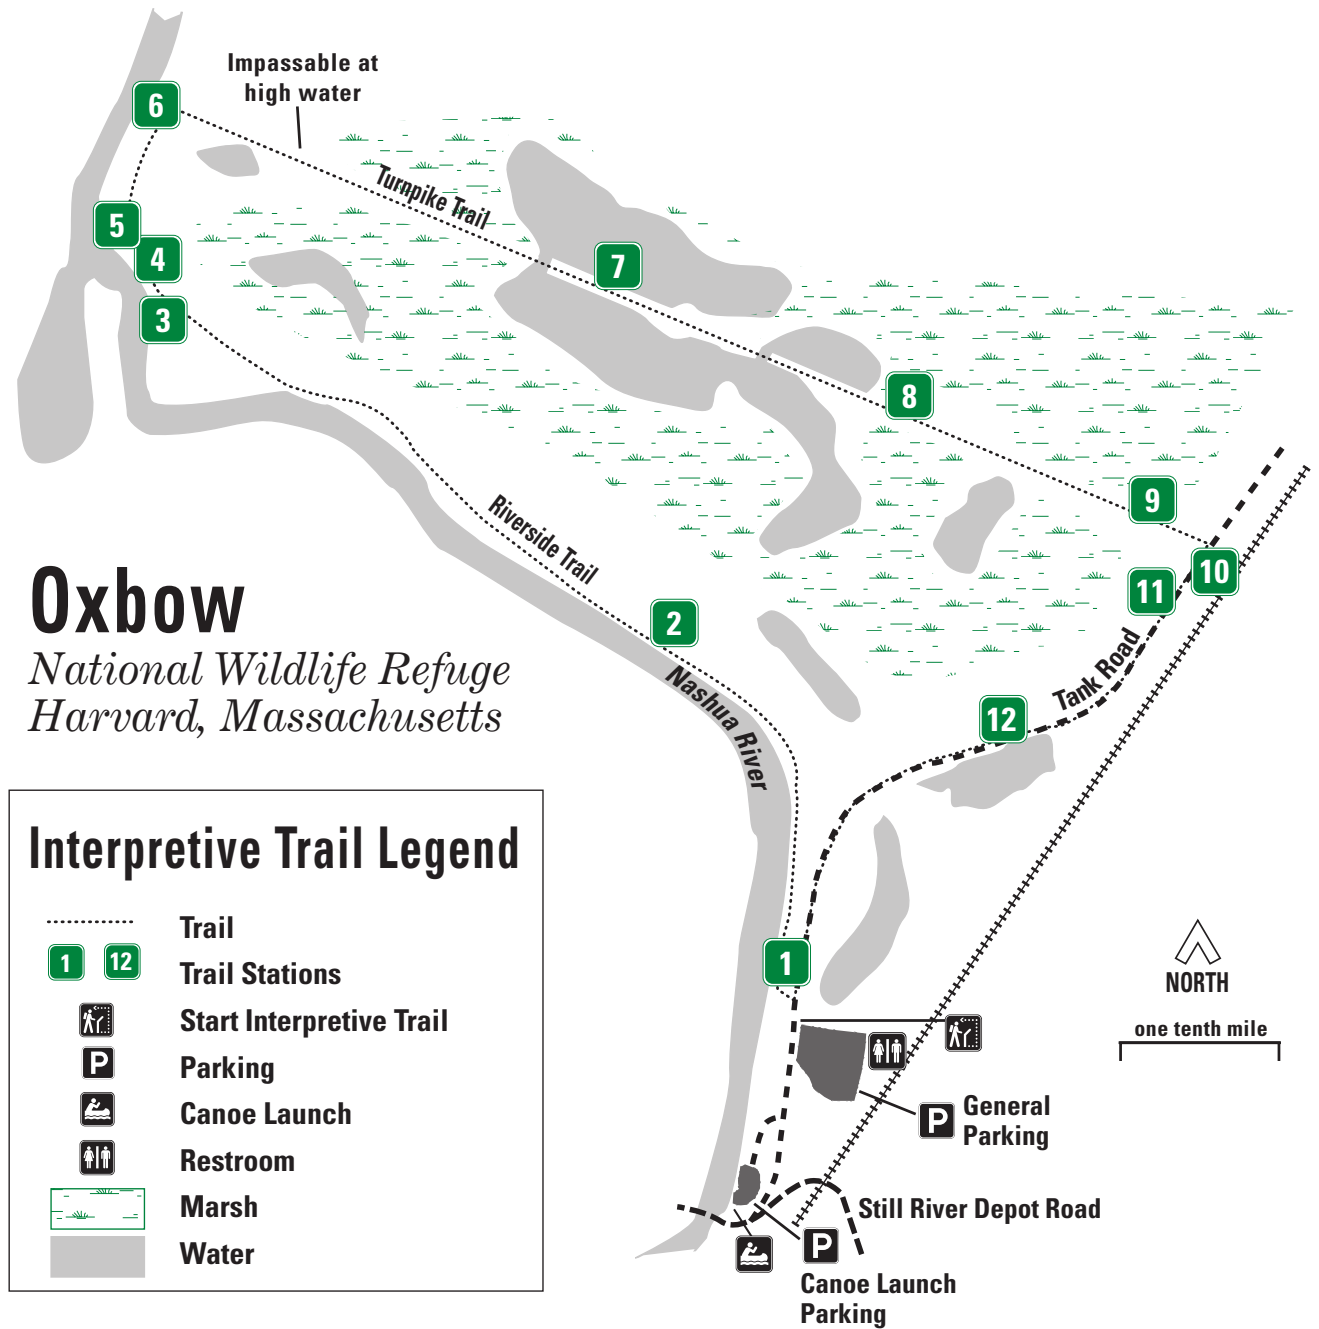 Impassable at
high water
6
Turnpike Trail
5
4
3
7
8
9
10
11
12
Riverside Trail
2
Nashua River
Tank Road
1
Oxbow
National Wildlife Refuge
Harvard, Massachusetts
Interpretive Trail Legend
Trail
1 12
Trail Stations
Start Interpretive Trail
P
Parking
Canoe Launch
Restroom
Marsh
Water
NORTH
one tenth mile
P
General
Parking
Still River Depot Road
P
Canoe Launch
Parking